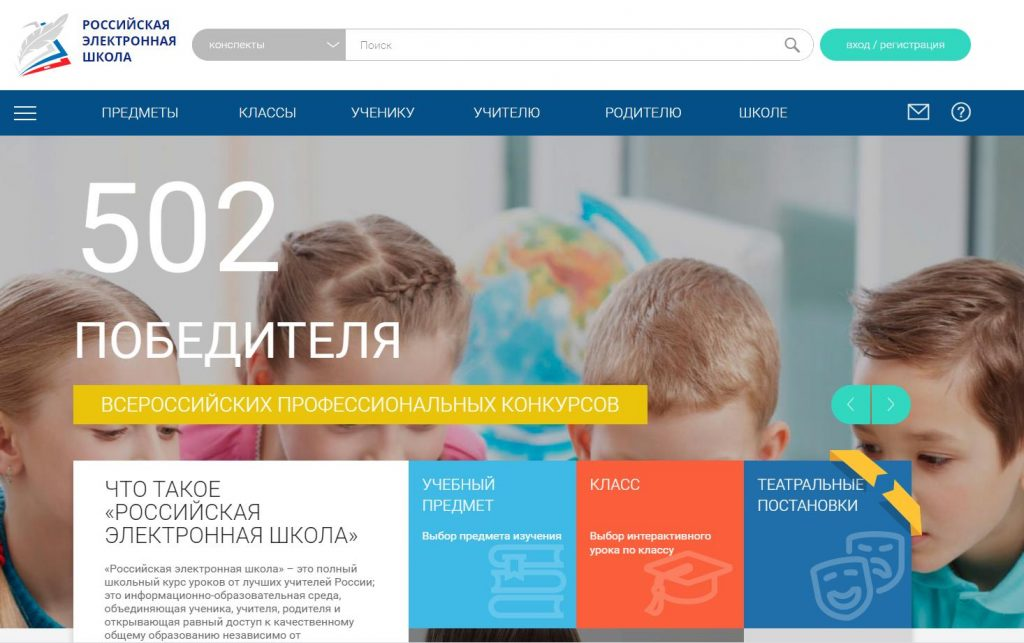 РОССИЙСКАЯ
ЭЛЕКТРОННАЯ
ШКОЛА
конспекты
Поиск
вход / регистрация
ПРЕДМЕТЫ
КЛАССЫ
УЧЕНИКУ
УЧИТЕЛЮ
РОДИТЕЛЮ
ШКОЛЕ
502
ПОБЕДИТЕЛЯ
ВСЕРОССИЙСКИХ ПРОФЕССИОНАЛЬНЫХ КОНКУРСОВ
ЧТО ТАКОЕ
«РОССИЙСКАЯ
ЭЛЕКТРОННАЯ ШКОЛА»
«Российская электронная школа» – это полный
школьный курс уроков от лучших учителей России;
это информационно-образовательная среда,
объединяющая ученика, учителя, родителя и
открывающая равный доступ к качественному
общему образованию независимо от
УЧЕБНЫЙ
ПРЕДМЕТ
Выбор предмета изучения
КЛАСС
Выбор интерактивного
урока по классу
ТЕАТРАЛЬНЫЕ
ПОСТАНОВКИ